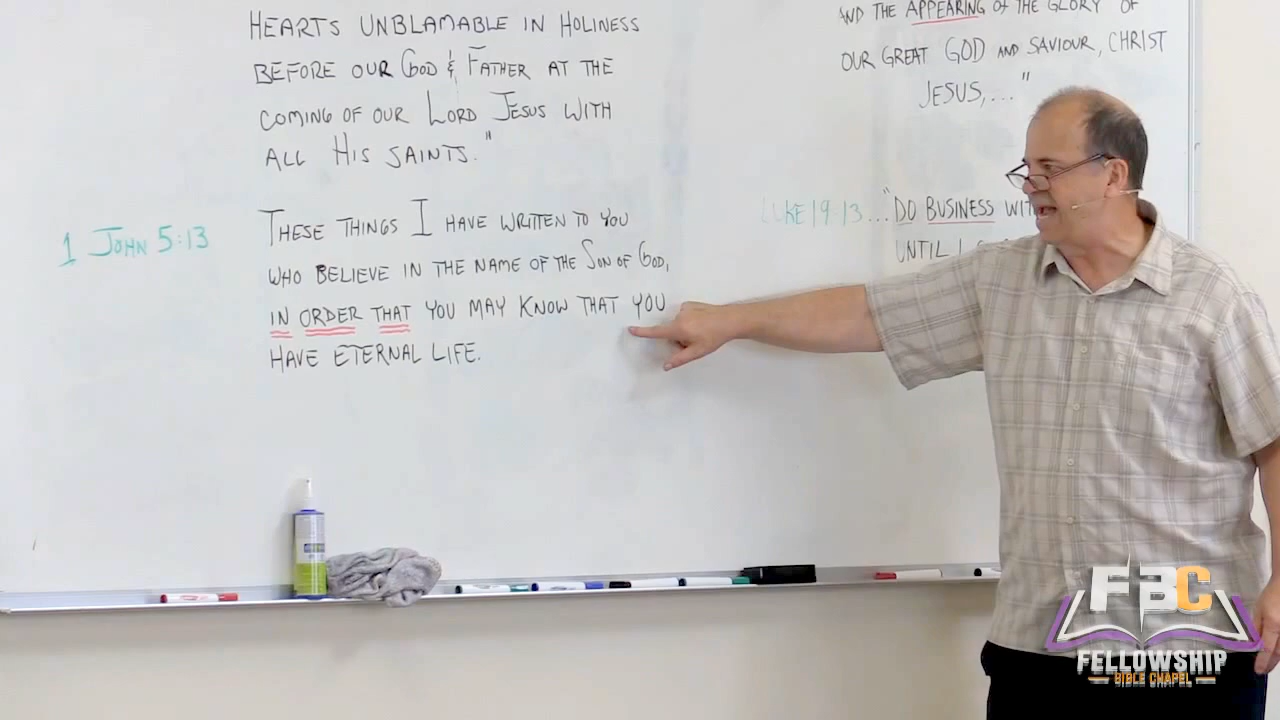 HEARTS UNBLAMABLE IN HOLINESS
BEFORE OUR GOD & FATHER AT THE
COMING OF OUR LORD JESUS WITH
ALL HIS SAINTS."
1 JOHN 5:13
THESE THINGS I HAVE WRITTEN TO YOU
WHO BELIEVE IN THE NAME OF THE SON OF GOD,
IN ORDER THAT YOU MAY KNOW THAT YOU
HAVE ETERNAL LIFE.
AND THE APPEARING OF THE GLORY OF
OUR GREAT GOD AND SAVIOUR, CHRIST
JESUS,..."
LUKE 19:13..."DO BUSINESS
UNTIL I
FBC
FELLOWSHIP
BIBLE CHAPEL